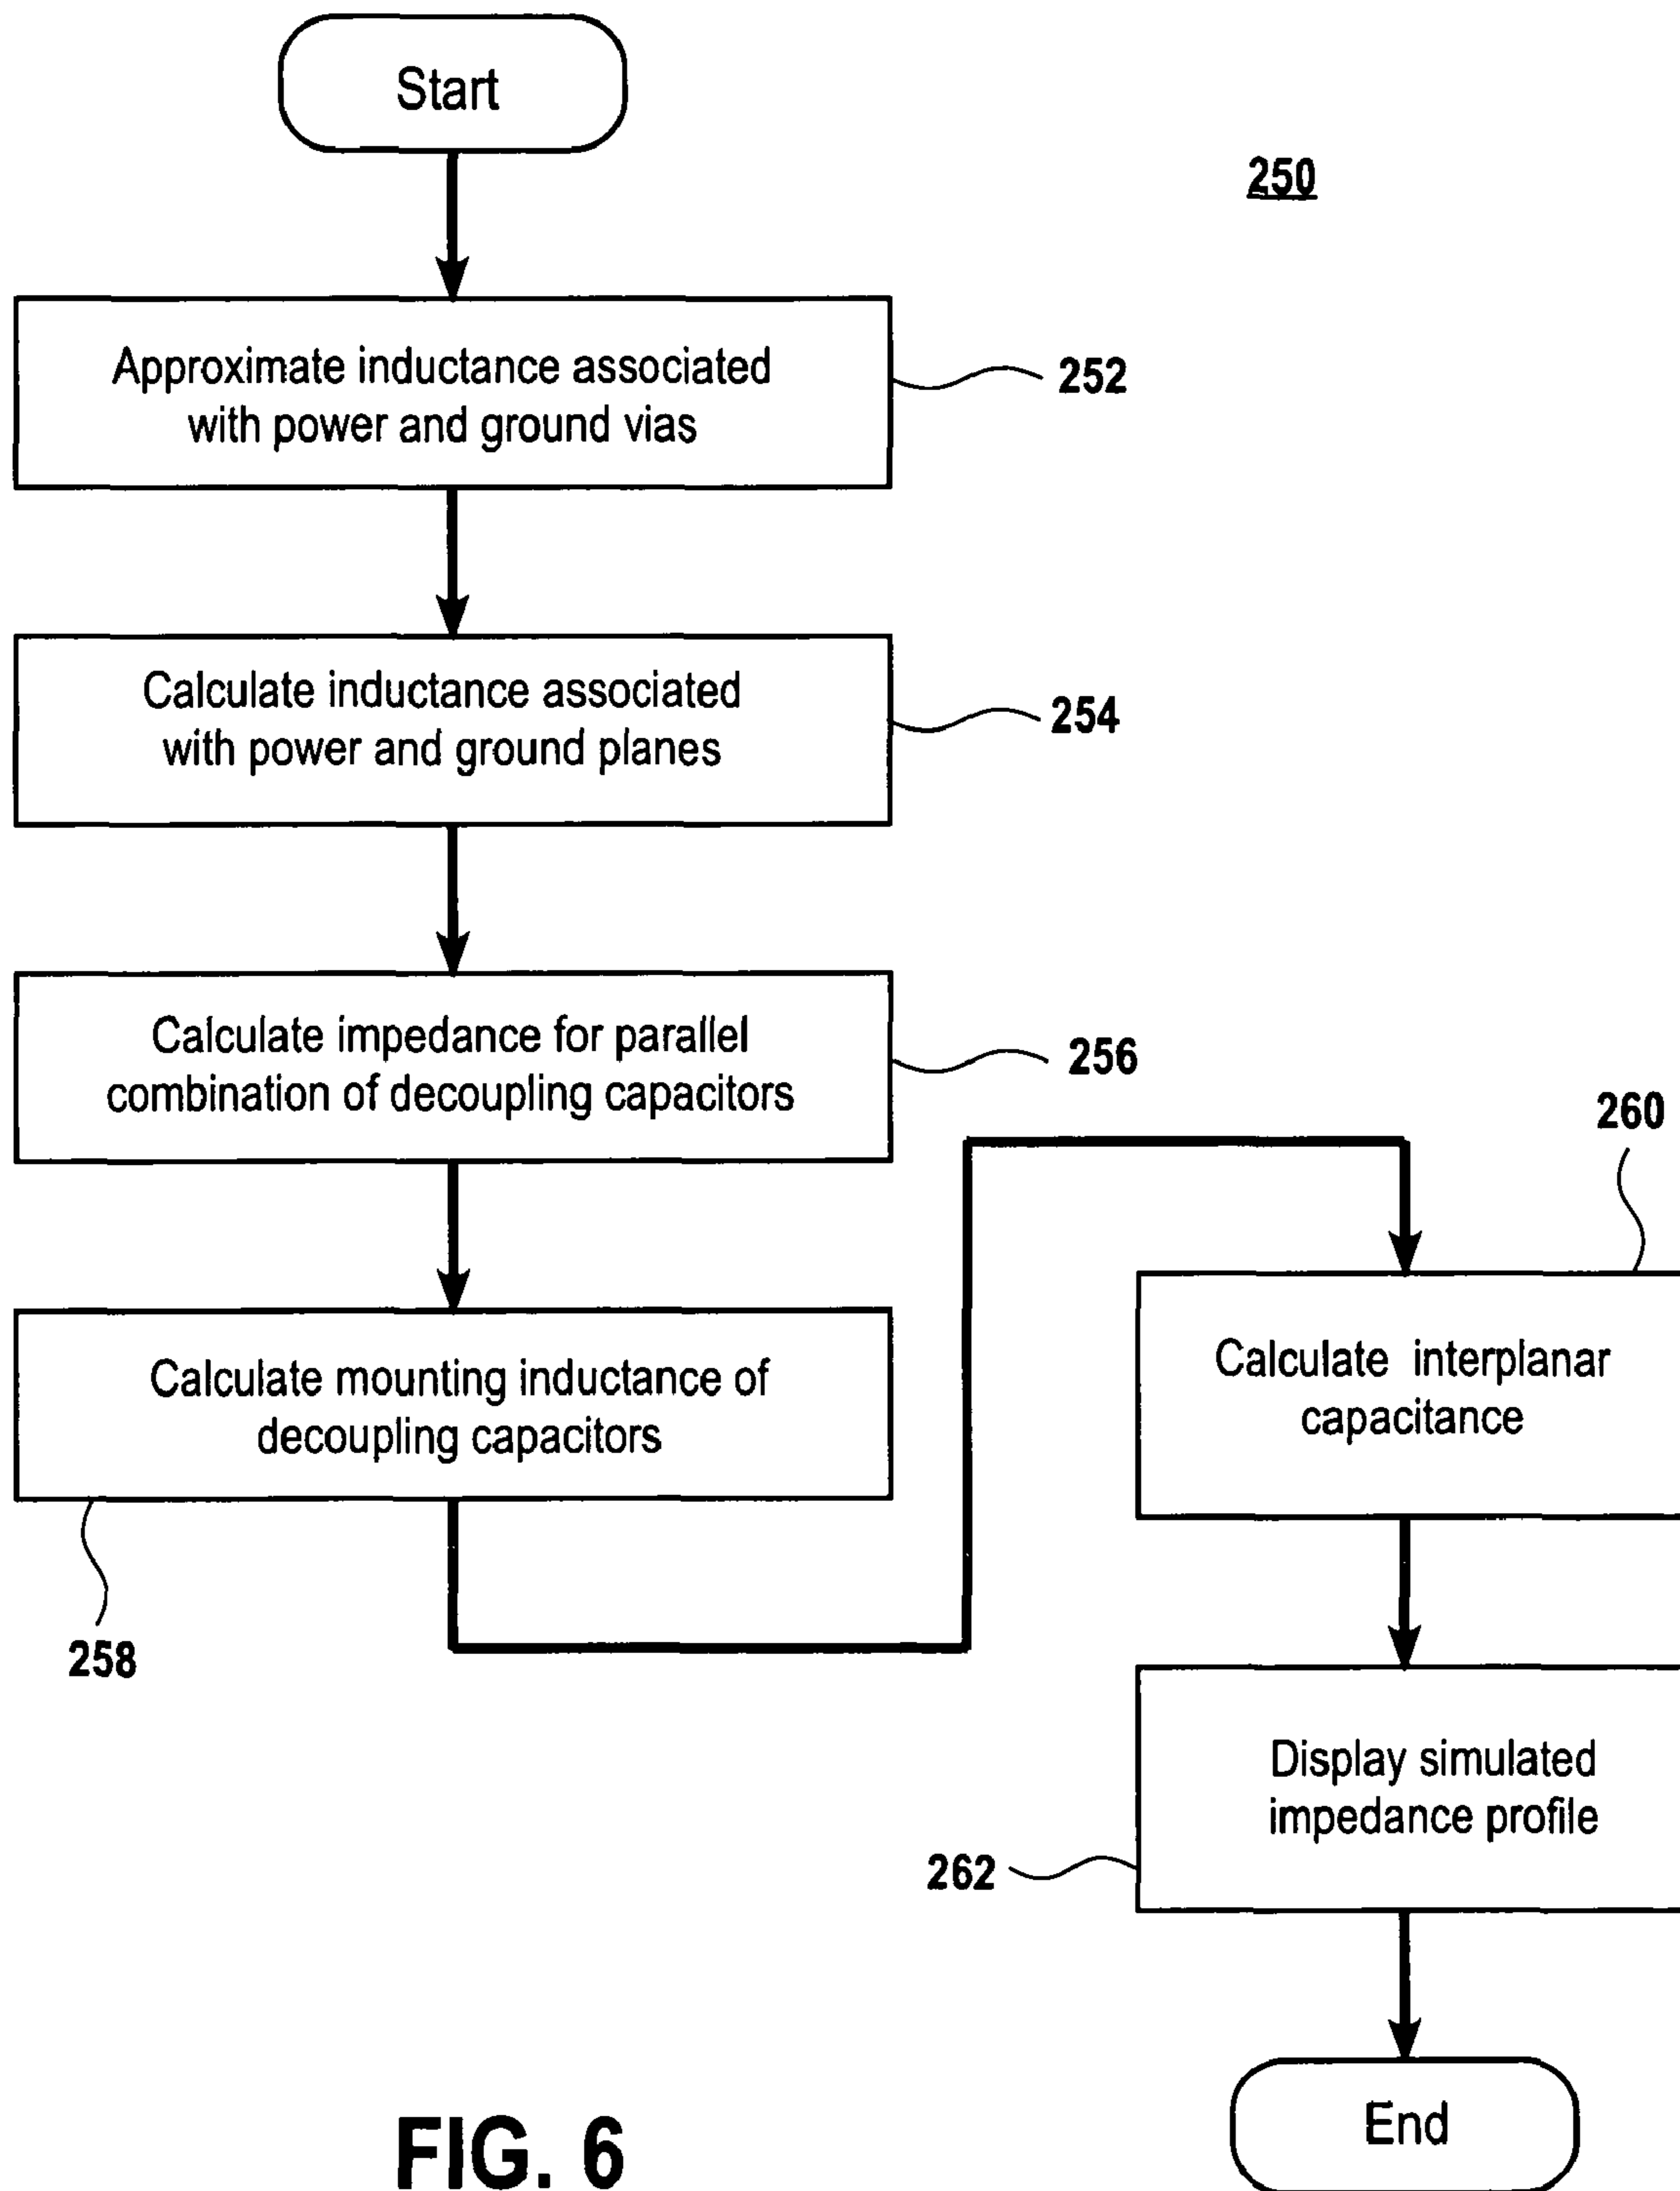 Start
250
Approximate inductance associated
with power and ground vias
252
Calculate inductance associated
with power and ground planes
254
Calculate impedance for parallel
combination of decoupling capacitors
256
Calculate mounting inductance of
decoupling capacitors
258
260
Calculate interplanar
capacitance
Display simulated
impedance profile
262
End
FIG. 6